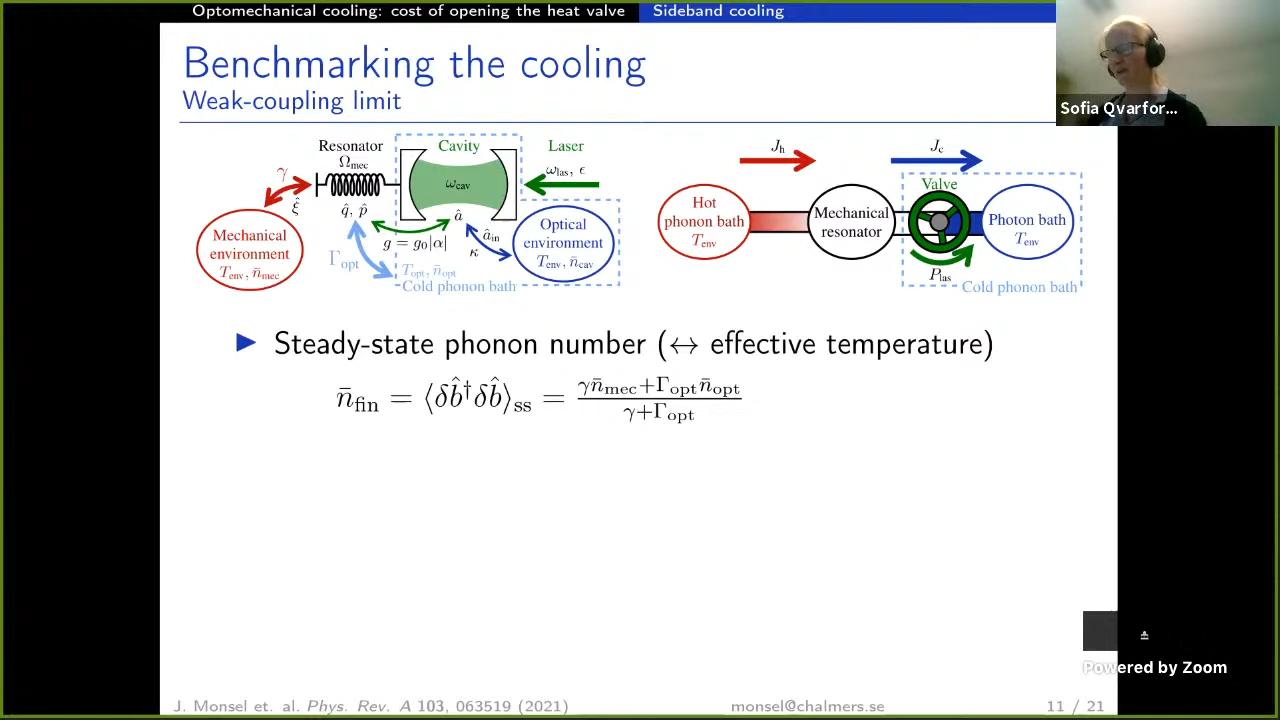 Optomechanical cooling: cost of opening the heat valve Sideband cooling
Benchmarking the cooling
Weak-coupling limit
Sofia Qvarfor...
Resonator
Ω_mec
Cavity
Laser
ω_las, ϵ
ω_cav
γ
ξ̂
q̂, p̂
â
g = g₀|α|
â_in
κ
Γ_opt
Mechanical
environment
T_env, n̄_mec
Optical
environment
T_env, n̄_cav
T_opt, n̄_opt
Cold phonon bath
J_h
J_c
Hot
phonon bath
T_env
Mechanical
resonator
Valve
Photon bath
T_env
P_las
Cold phonon bath
▶ Steady-state phonon number (↔ effective temperature)
n̄_fin = ⟨δb̂†δb̂⟩_ss = (γn̄_mec+Γ_opt n̄_opt)/(γ+Γ_opt)
Powered by Zoom
J. Monsel et. al. Phys. Rev. A 103, 063519 (2021) monsel@chalmers.se 11 / 21